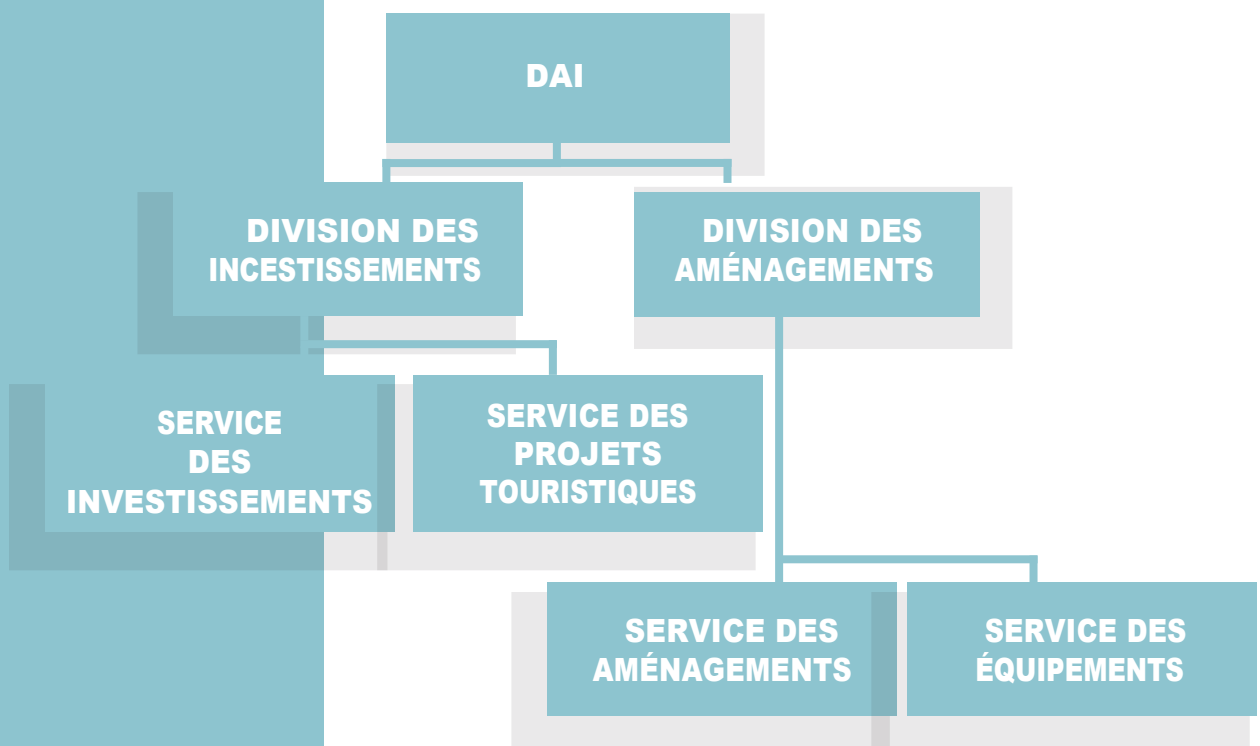 DAI
DIVISION DES
INCESTISSEMENTS
DIVISION DES
AMÉNAGEMENTS
SERVICE
DES
INVESTISSEMENTS
SERVICE DES
PROJETS
TOURISTIQUES
SERVICE DES
AMÉNAGEMENTS
SERVICE DES
ÉQUIPEMENTS